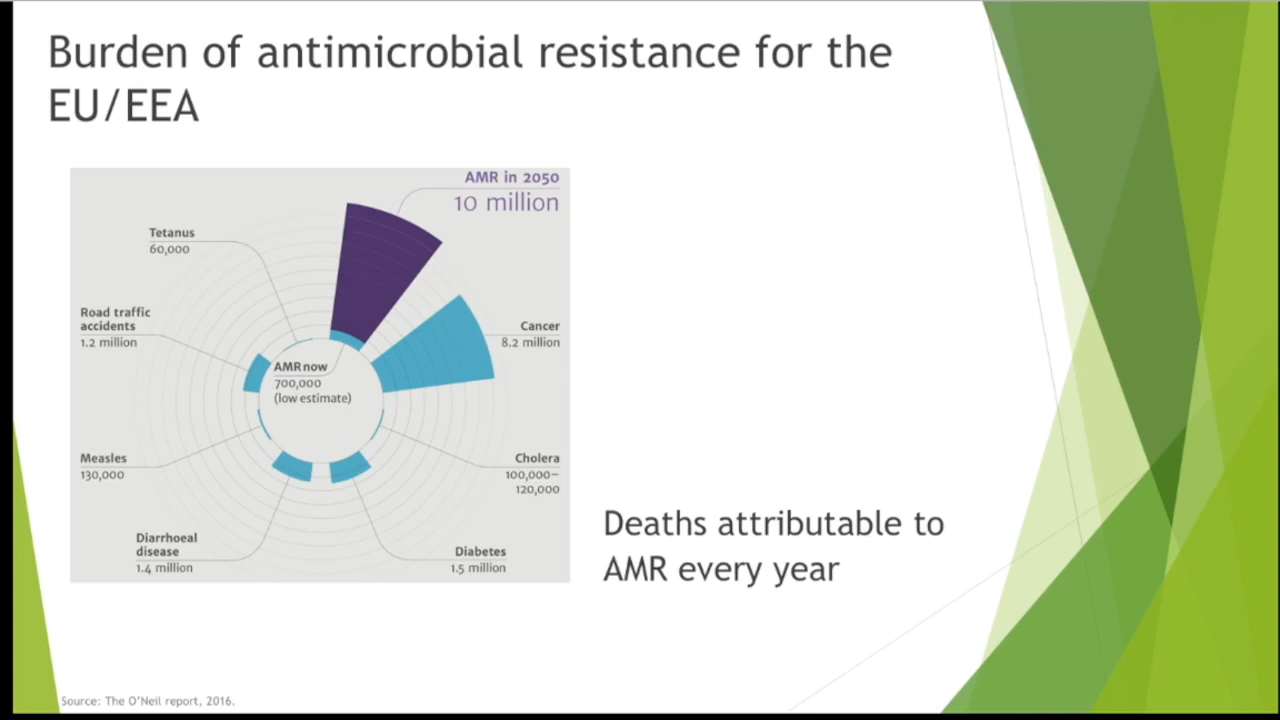 Burden of antimicrobial resistance for the
EU/EEA
AMR in 2050
10 million
Tetanus
60,000
Road traffic
accidents
1.2 million
Cancer
8.2 million
AMR now
700,000
(low estimate)
Measles
130,000
Cholera
100,000–
120,000
Diarrhoeal
disease
1.4 million
Diabetes
1.5 million
Deaths attributable to
AMR every year
Source: The O'Neil report, 2016.